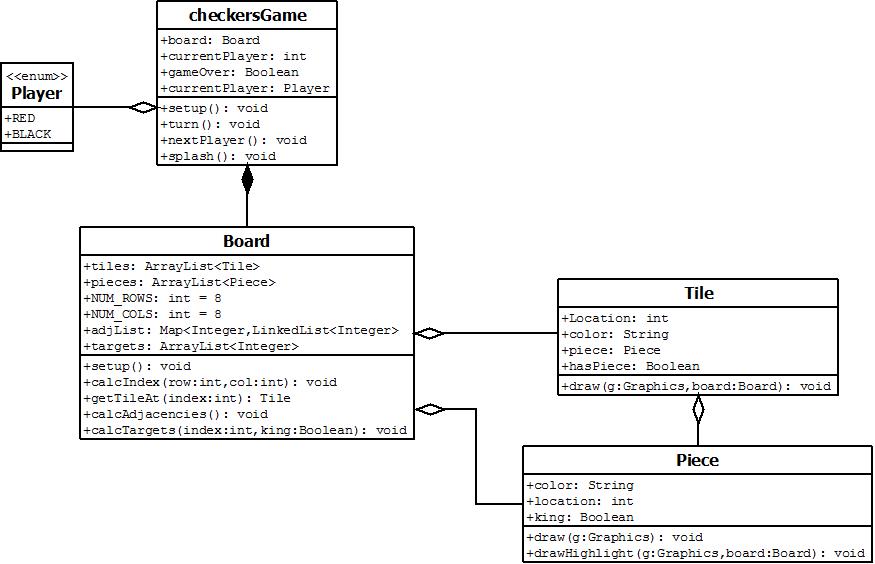 checkersGame
+board: Board
+currentPlayer: int
+gameOver: Boolean
+currentPlayer: Player
+setup(): void
+turn(): void
+nextPlayer(): void
+splash(): void
<<enum>>
Player
+RED
+BLACK
Board
+tiles: ArrayList<Tile>
+pieces: ArrayList<Piece>
+NUM_ROWS: int = 8
+NUM_COLS: int = 8
+adjList: Map<Integer,LinkedList<Integer>
+targets: ArrayList<Integer>
+setup(): void
+calcIndex(row:int,col:int): void
+getTileAt(index:int): Tile
+calcAdjacencies(): void
+calcTargets(index:int,king:Boolean): void
Tile
+Location: int
+color: String
+piece: Piece
+hasPiece: Boolean
+draw(g:Graphics,board:Board): void
Piece
+color: String
+location: int
+king: Boolean
+draw(g:Graphics): void
+drawHighlight(g:Graphics,board:Board): void